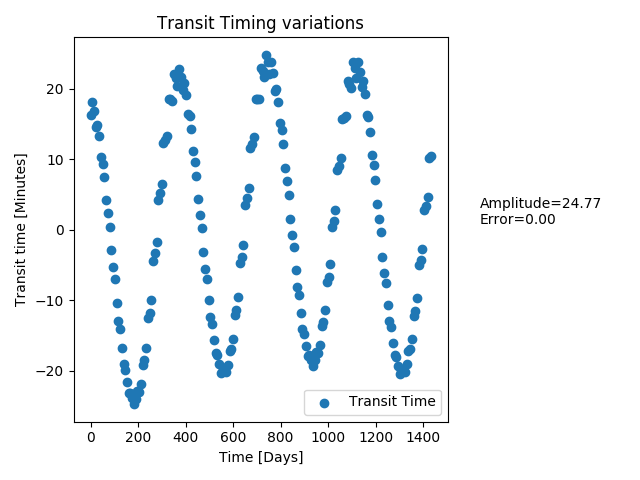 Transit Timing variations
Transit time [Minutes]
20
10
0
−10
−20
0
200
400
600
800
1000
1200
1400
Time [Days]
Transit Time
Amplitude=24.77
Error=0.00